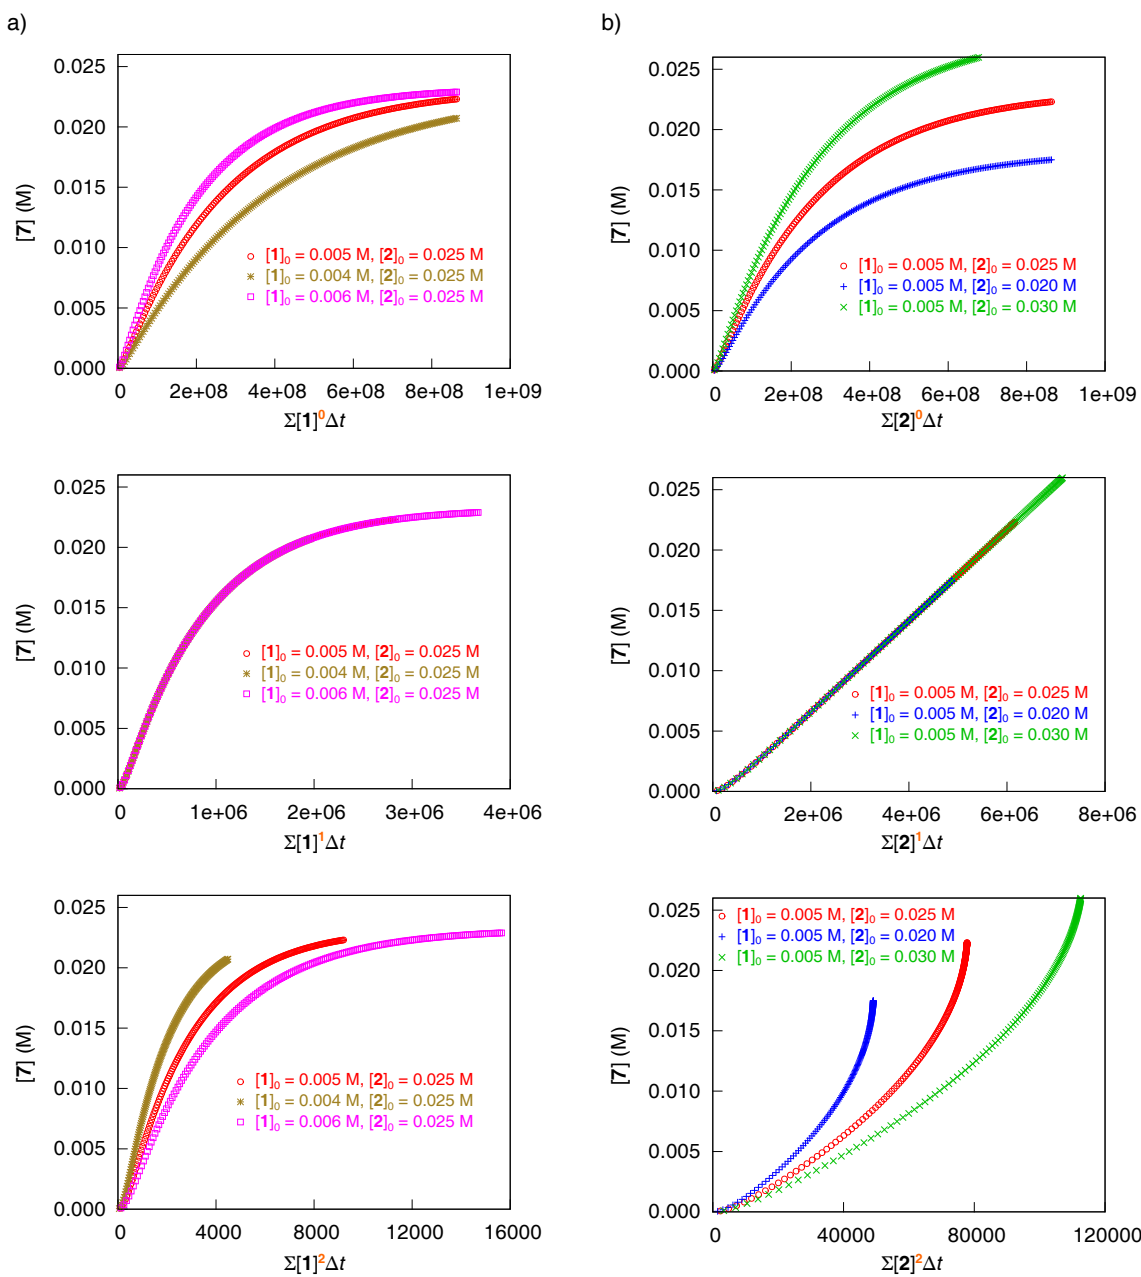 a)
0.025
0.020
0.015
0.010
0.005
0.000
[7] (M)
[1]₀ = 0.005 M, [2]₀ = 0.025 M
[1]₀ = 0.004 M, [2]₀ = 0.025 M
[1]₀ = 0.006 M, [2]₀ = 0.025 M
0 2e+08 4e+08 6e+08 8e+08 1e+09
Σ[1]⁰Δt
b)
0.025
0.020
0.015
0.010
0.005
0.000
[7] (M)
[1]₀ = 0.005 M, [2]₀ = 0.025 M
[1]₀ = 0.005 M, [2]₀ = 0.020 M
[1]₀ = 0.005 M, [2]₀ = 0.030 M
0 2e+08 4e+08 6e+08 8e+08 1e+09
Σ[2]⁰Δt
0.025
0.020
0.015
0.010
0.005
0.000
[7] (M)
[1]₀ = 0.005 M, [2]₀ = 0.025 M
[1]₀ = 0.004 M, [2]₀ = 0.025 M
[1]₀ = 0.006 M, [2]₀ = 0.025 M
0 1e+06 2e+06 3e+06 4e+06
Σ[1]¹Δt
0.025
0.020
0.015
0.010
0.005
0.000
[7] (M)
[1]₀ = 0.005 M, [2]₀ = 0.025 M
[1]₀ = 0.005 M, [2]₀ = 0.020 M
[1]₀ = 0.005 M, [2]₀ = 0.030 M
0 2e+06 4e+06 6e+06 8e+06
Σ[2]¹Δt
0.025
0.020
0.015
0.010
0.005
0.000
[7] (M)
[1]₀ = 0.005 M, [2]₀ = 0.025 M
[1]₀ = 0.004 M, [2]₀ = 0.025 M
[1]₀ = 0.006 M, [2]₀ = 0.025 M
0 4000 8000 12000 16000
Σ[1]²Δt
0.025
0.020
0.015
0.010
0.005
0.000
[7] (M)
[1]₀ = 0.005 M, [2]₀ = 0.025 M
[1]₀ = 0.005 M, [2]₀ = 0.020 M
[1]₀ = 0.005 M, [2]₀ = 0.030 M
0 40000 80000 120000
Σ[2]²Δt